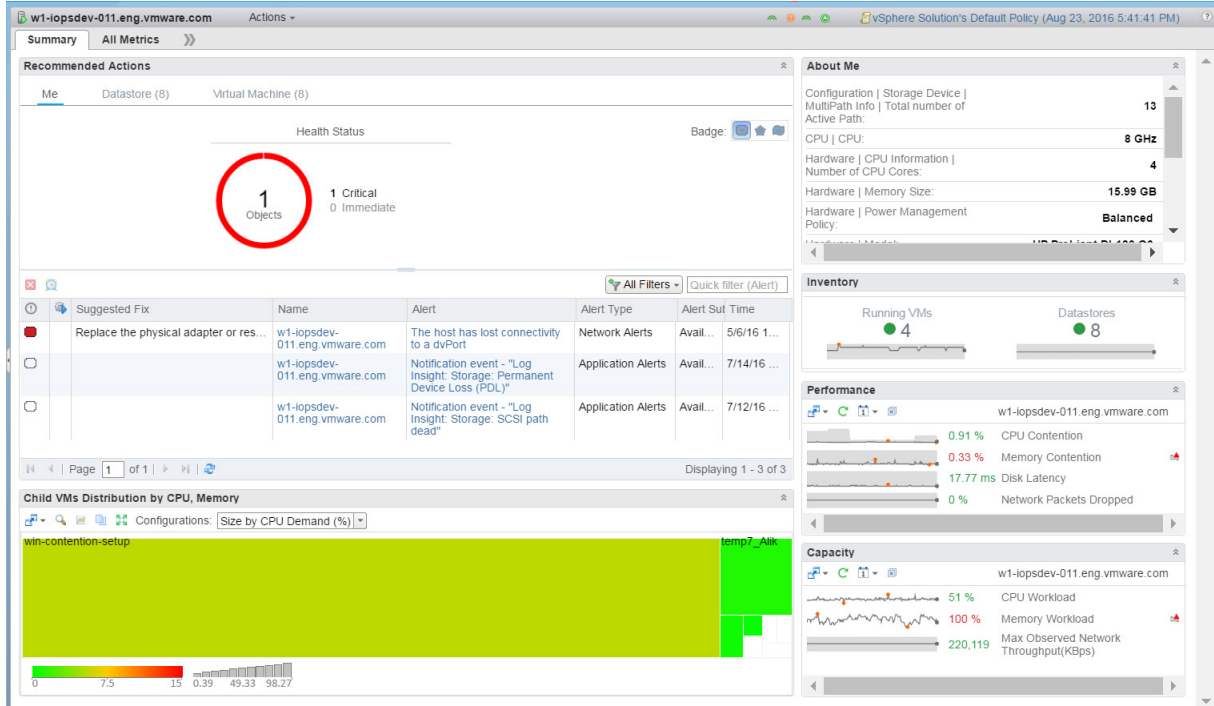 w1-iopsdev-011.eng.vmware.com Actions
vSphere Solution's Default Policy (Aug 23, 2016 5:41:41 PM)
Summary All Metrics
Recommended Actions
Me Datastore (8) Virtual Machine (8)
Health Status
Badge:
1
Objects
1 Critical
0 Immediate
All Filters Quick filter (Alert)
Suggested Fix Name Alert Alert Type Alert Sul Time
Replace the physical adapter or res... w1-iopsdev-011.eng.vmware.com The host has lost connectivity to a dvPort Network Alerts Avail... 5/6/16 1...
w1-iopsdev-011.eng.vmware.com Notification event - "Log Insight: Storage: Permanent Device Loss (PDL)" Application Alerts Avail... 7/14/16 ...
w1-iopsdev-011.eng.vmware.com Notification event - "Log Insight: Storage: SCSI path dead" Application Alerts Avail... 7/12/16 ...
Page 1 of 1
Displaying 1 - 3 of 3
Child VMs Distribution by CPU, Memory
Configurations: Size by CPU Demand (%)
win-contention-setup temp7_Alik
0 7.5 15 0.39 49.33 98.27
About Me
Configuration | Storage Device |
MultiPath Info | Total number of
Active Path: 13
CPU | CPU: 8 GHz
Hardware | CPU Information |
Number of CPU Cores: 4
Hardware | Memory Size: 15.99 GB
Hardware | Power Management
Policy: Balanced
Inventory
Running VMs Datastores
4 8
Performance
w1-iopsdev-011.eng.vmware.com
0.91 % CPU Contention
0.33 % Memory Contention
17.77 ms Disk Latency
0 % Network Packets Dropped
Capacity
w1-iopsdev-011.eng.vmware.com
51 % CPU Workload
100 % Memory Workload
220,119 Max Observed Network
Throughput(KBps)